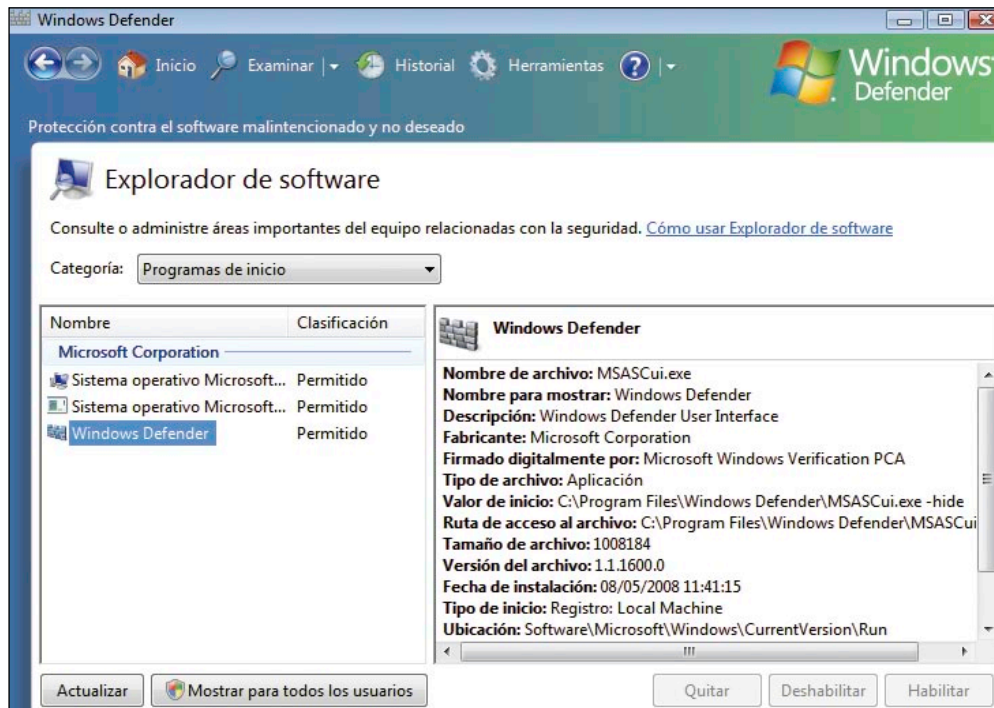 Windows Defender
Inicio Examinar Historial Herramientas
Windows
Defender
Protección contra el software malintencionado y no deseado
Explorador de software
Consulte o administre áreas importantes del equipo relacionadas con la seguridad. Cómo usar Explorador de software
Categoría: Programas de inicio
Nombre Clasificación
Microsoft Corporation
Sistema operativo Microsoft... Permitido
Sistema operativo Microsoft... Permitido
Windows Defender Permitido
Windows Defender
Nombre de archivo: MSASCui.exe
Nombre para mostrar: Windows Defender
Descripción: Windows Defender User Interface
Fabricante: Microsoft Corporation
Firmado digitalmente por: Microsoft Windows Verification PCA
Tipo de archivo: Aplicación
Valor de inicio: C:\Program Files\Windows Defender\MSASCui.exe -hide
Ruta de acceso al archivo: C:\Program Files\Windows Defender\MSASCui
Tamaño de archivo: 1008184
Versión del archivo: 1.1.1600.0
Fecha de instalación: 08/05/2008 11:41:15
Tipo de inicio: Registro: Local Machine
Ubicación: Software\Microsoft\Windows\CurrentVersion\Run
Actualizar Mostrar para todos los usuarios Quitar Deshabilitar Habilitar